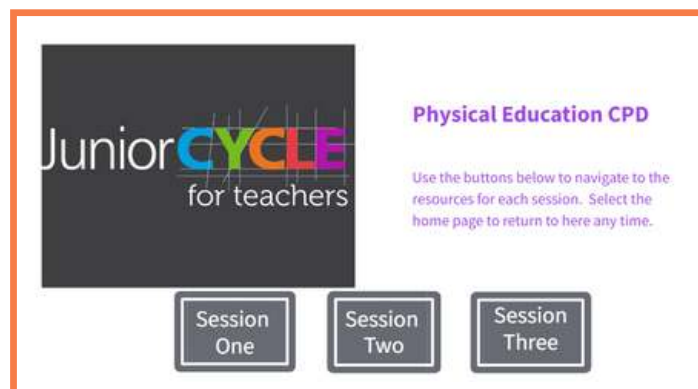 Junior CYCLE
for teachers
Physical Education CPD
Use the buttons below to navigate to the
resources for each session. Select the
home page to return to here any time.
Session
One
Session
Two
Session
Three